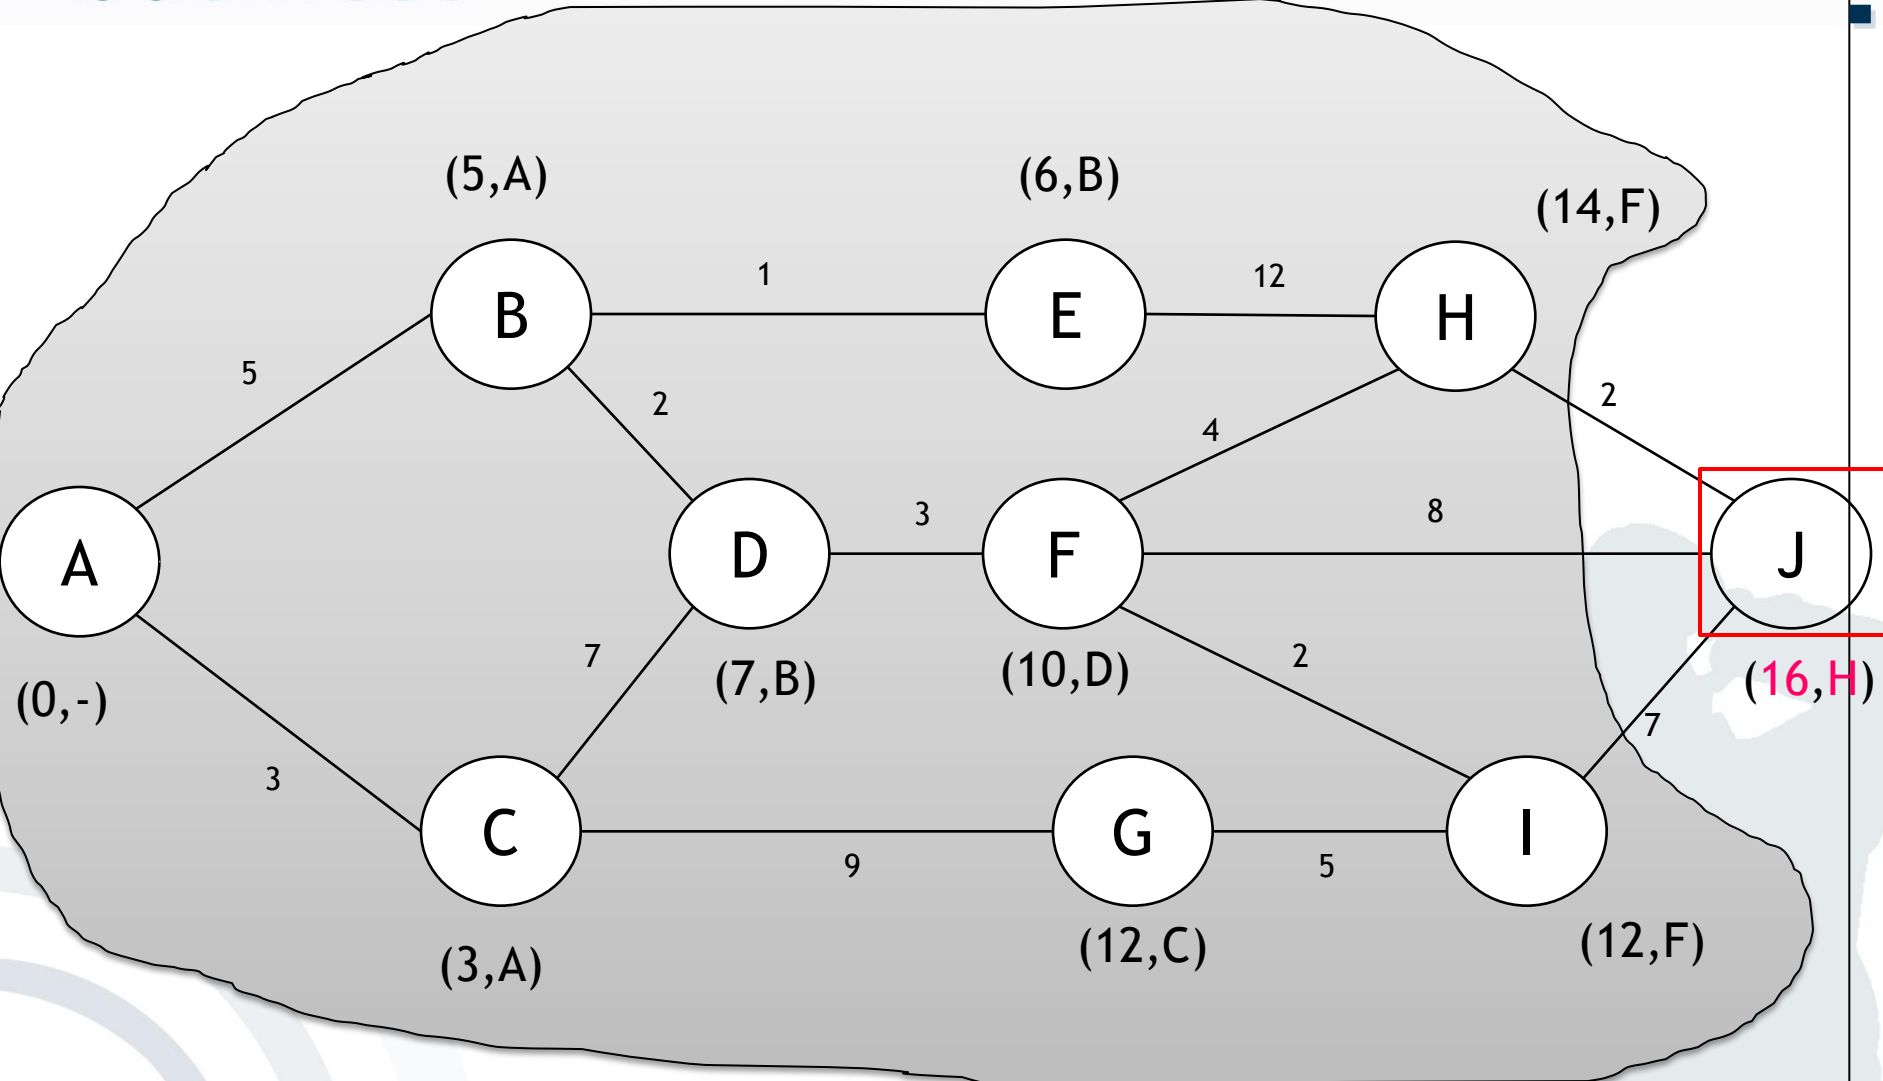 (5,A)
(6,B)
(14,F)
1
12
B
E
H
5
2
2
4
3
8
A
D
F
J
7
2
(0,-)
(7,B)
(10,D)
(16,H)
7
3
C
G
I
9
5
(3,A)
(12,C)
(12,F)